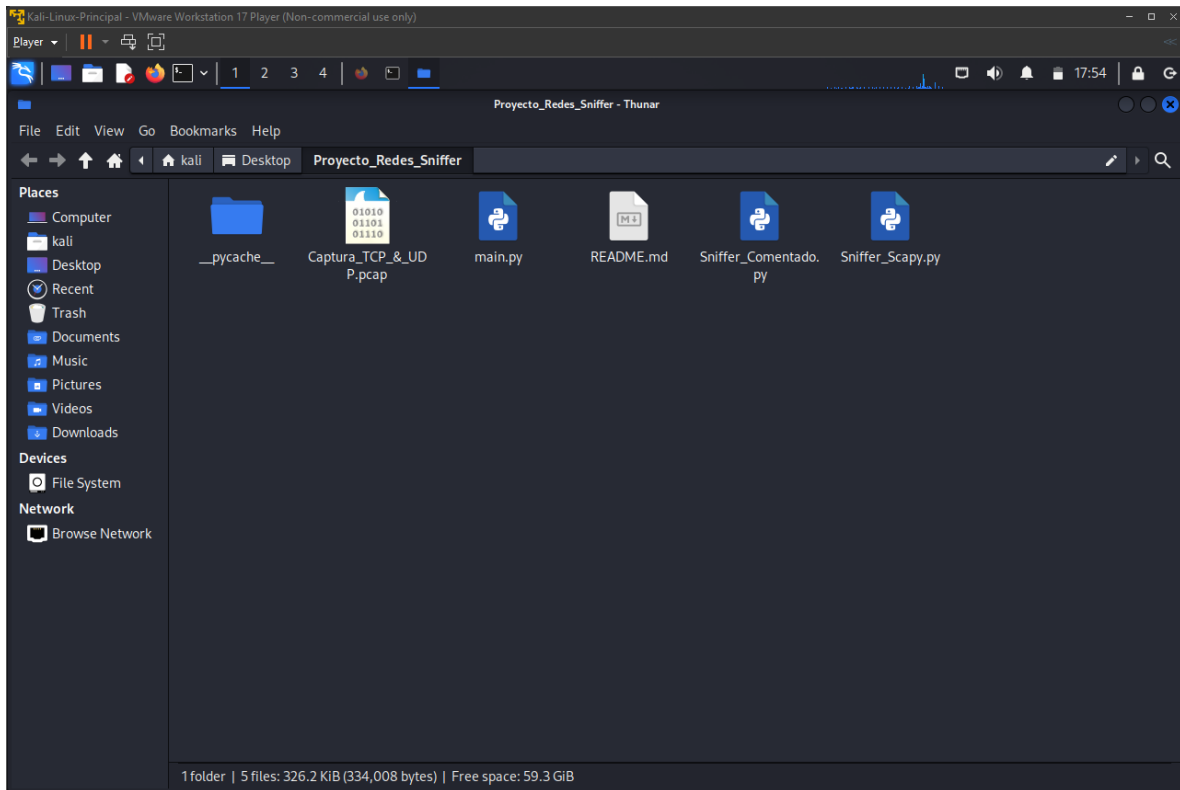 Kali-Linux-Principal - VMware Workstation 17 Player (Non-commercial use only)
Player
1 2 3 4
17:54
Proyecto_Redes_Sniffer - Thunar
File Edit View Go Bookmarks Help
kali Desktop Proyecto_Redes_Sniffer
Places
Computer
kali
Desktop
Recent
Trash
Documents
Music
Pictures
Videos
Downloads
Devices
File System
Network
Browse Network
01010
01101
01110
M
__pycache__ Captura_TCP_&_UD main.py README.md Sniffer_Comentado. Sniffer_Scapy.py
P.pcap py
1 folder | 5 files: 326.2 KiB (334,008 bytes) | Free space: 59.3 GiB